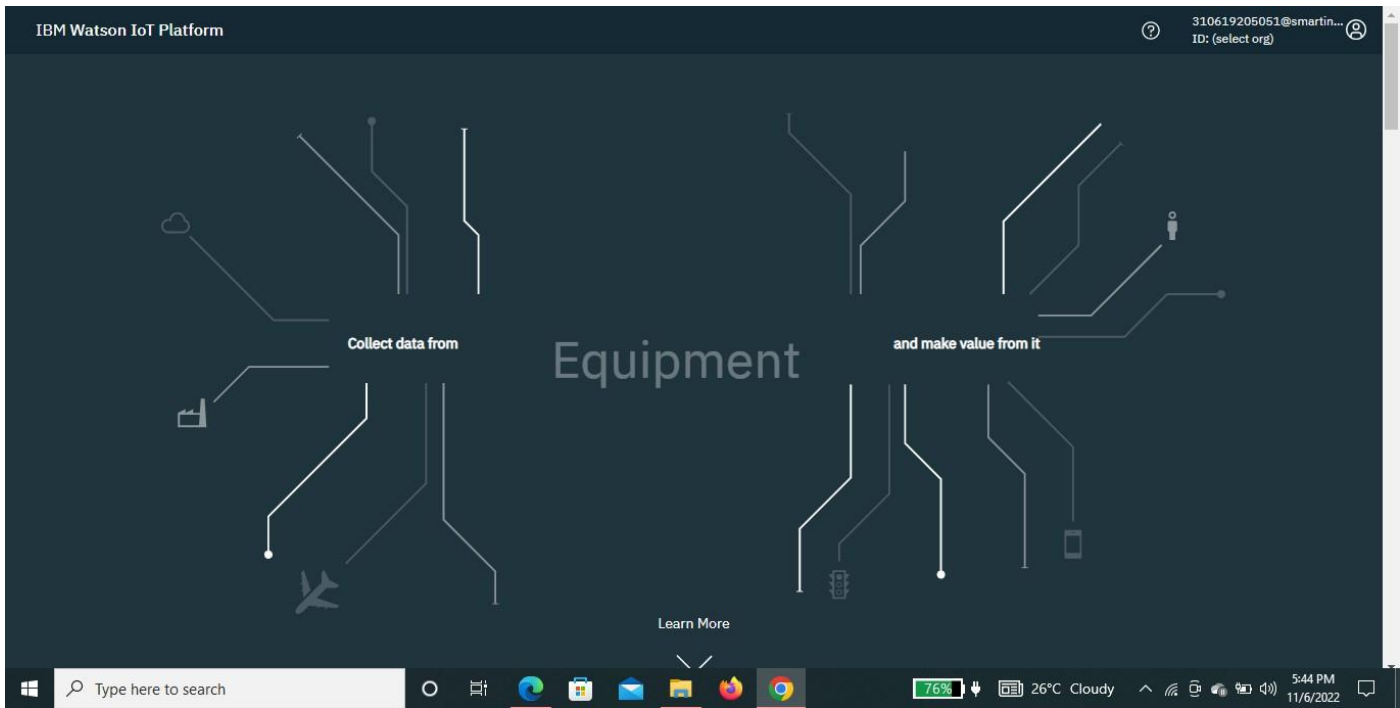 IBM Watson IoT Platform
310619205051@smartin...
ID: (select org)
Collect data from
Equipment
and make value from it
Learn More
Type here to search
76%
26°C Cloudy
5:44 PM
11/6/2022